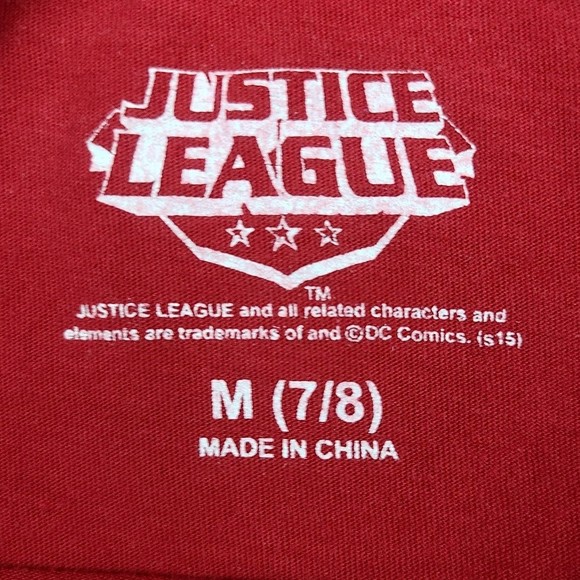 JUSTICE
LEAGUE
TM
JUSTICE LEAGUE and all related characters and
elements are trademarks of and ©DC Comics. (s15)
M (7/8)
MADE IN CHINA